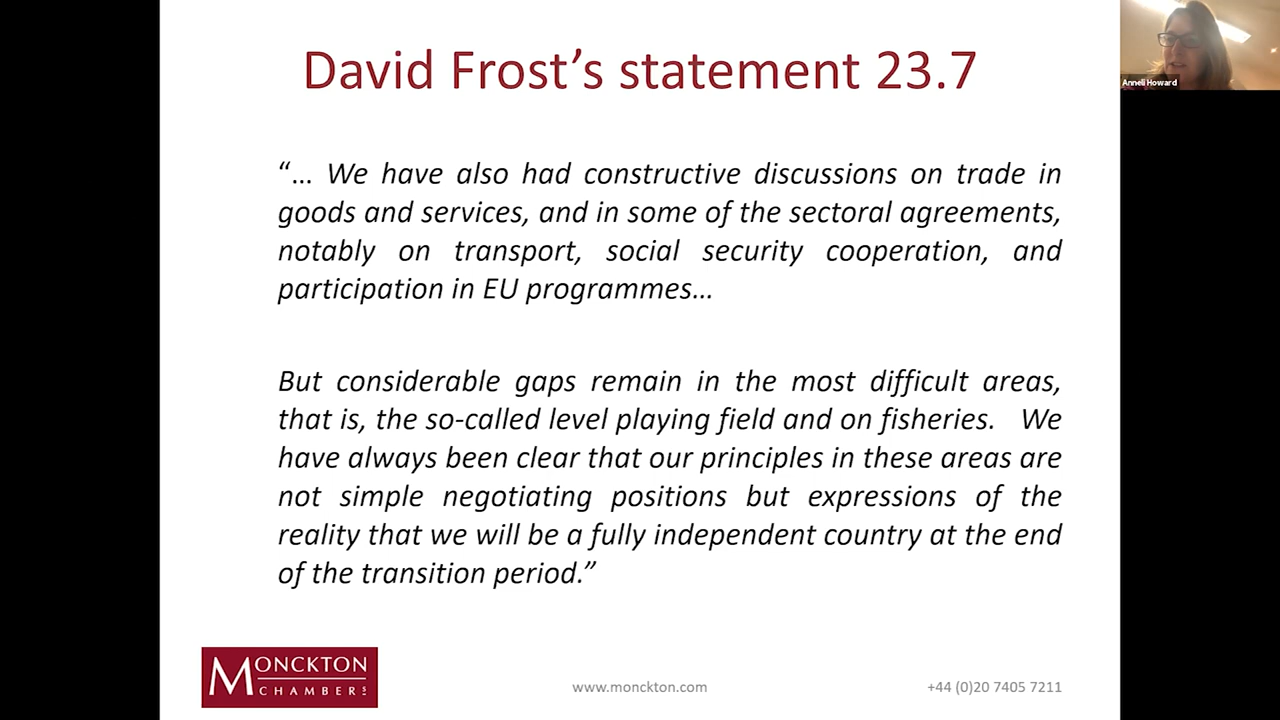 David Frost’s statement 23.7
Anneli Howard
“… We have also had constructive discussions on trade in
goods and services, and in some of the sectoral agreements,
notably on transport, social security cooperation, and
participation in EU programmes…
But considerable gaps remain in the most difficult areas,
that is, the so-called level playing field and on fisheries. We
have always been clear that our principles in these areas are
not simple negotiating positions but expressions of the
reality that we will be a fully independent country at the end
of the transition period.”
MONCKTON
CHAMBERS
www.monckton.com
+44 (0)20 7405 7211